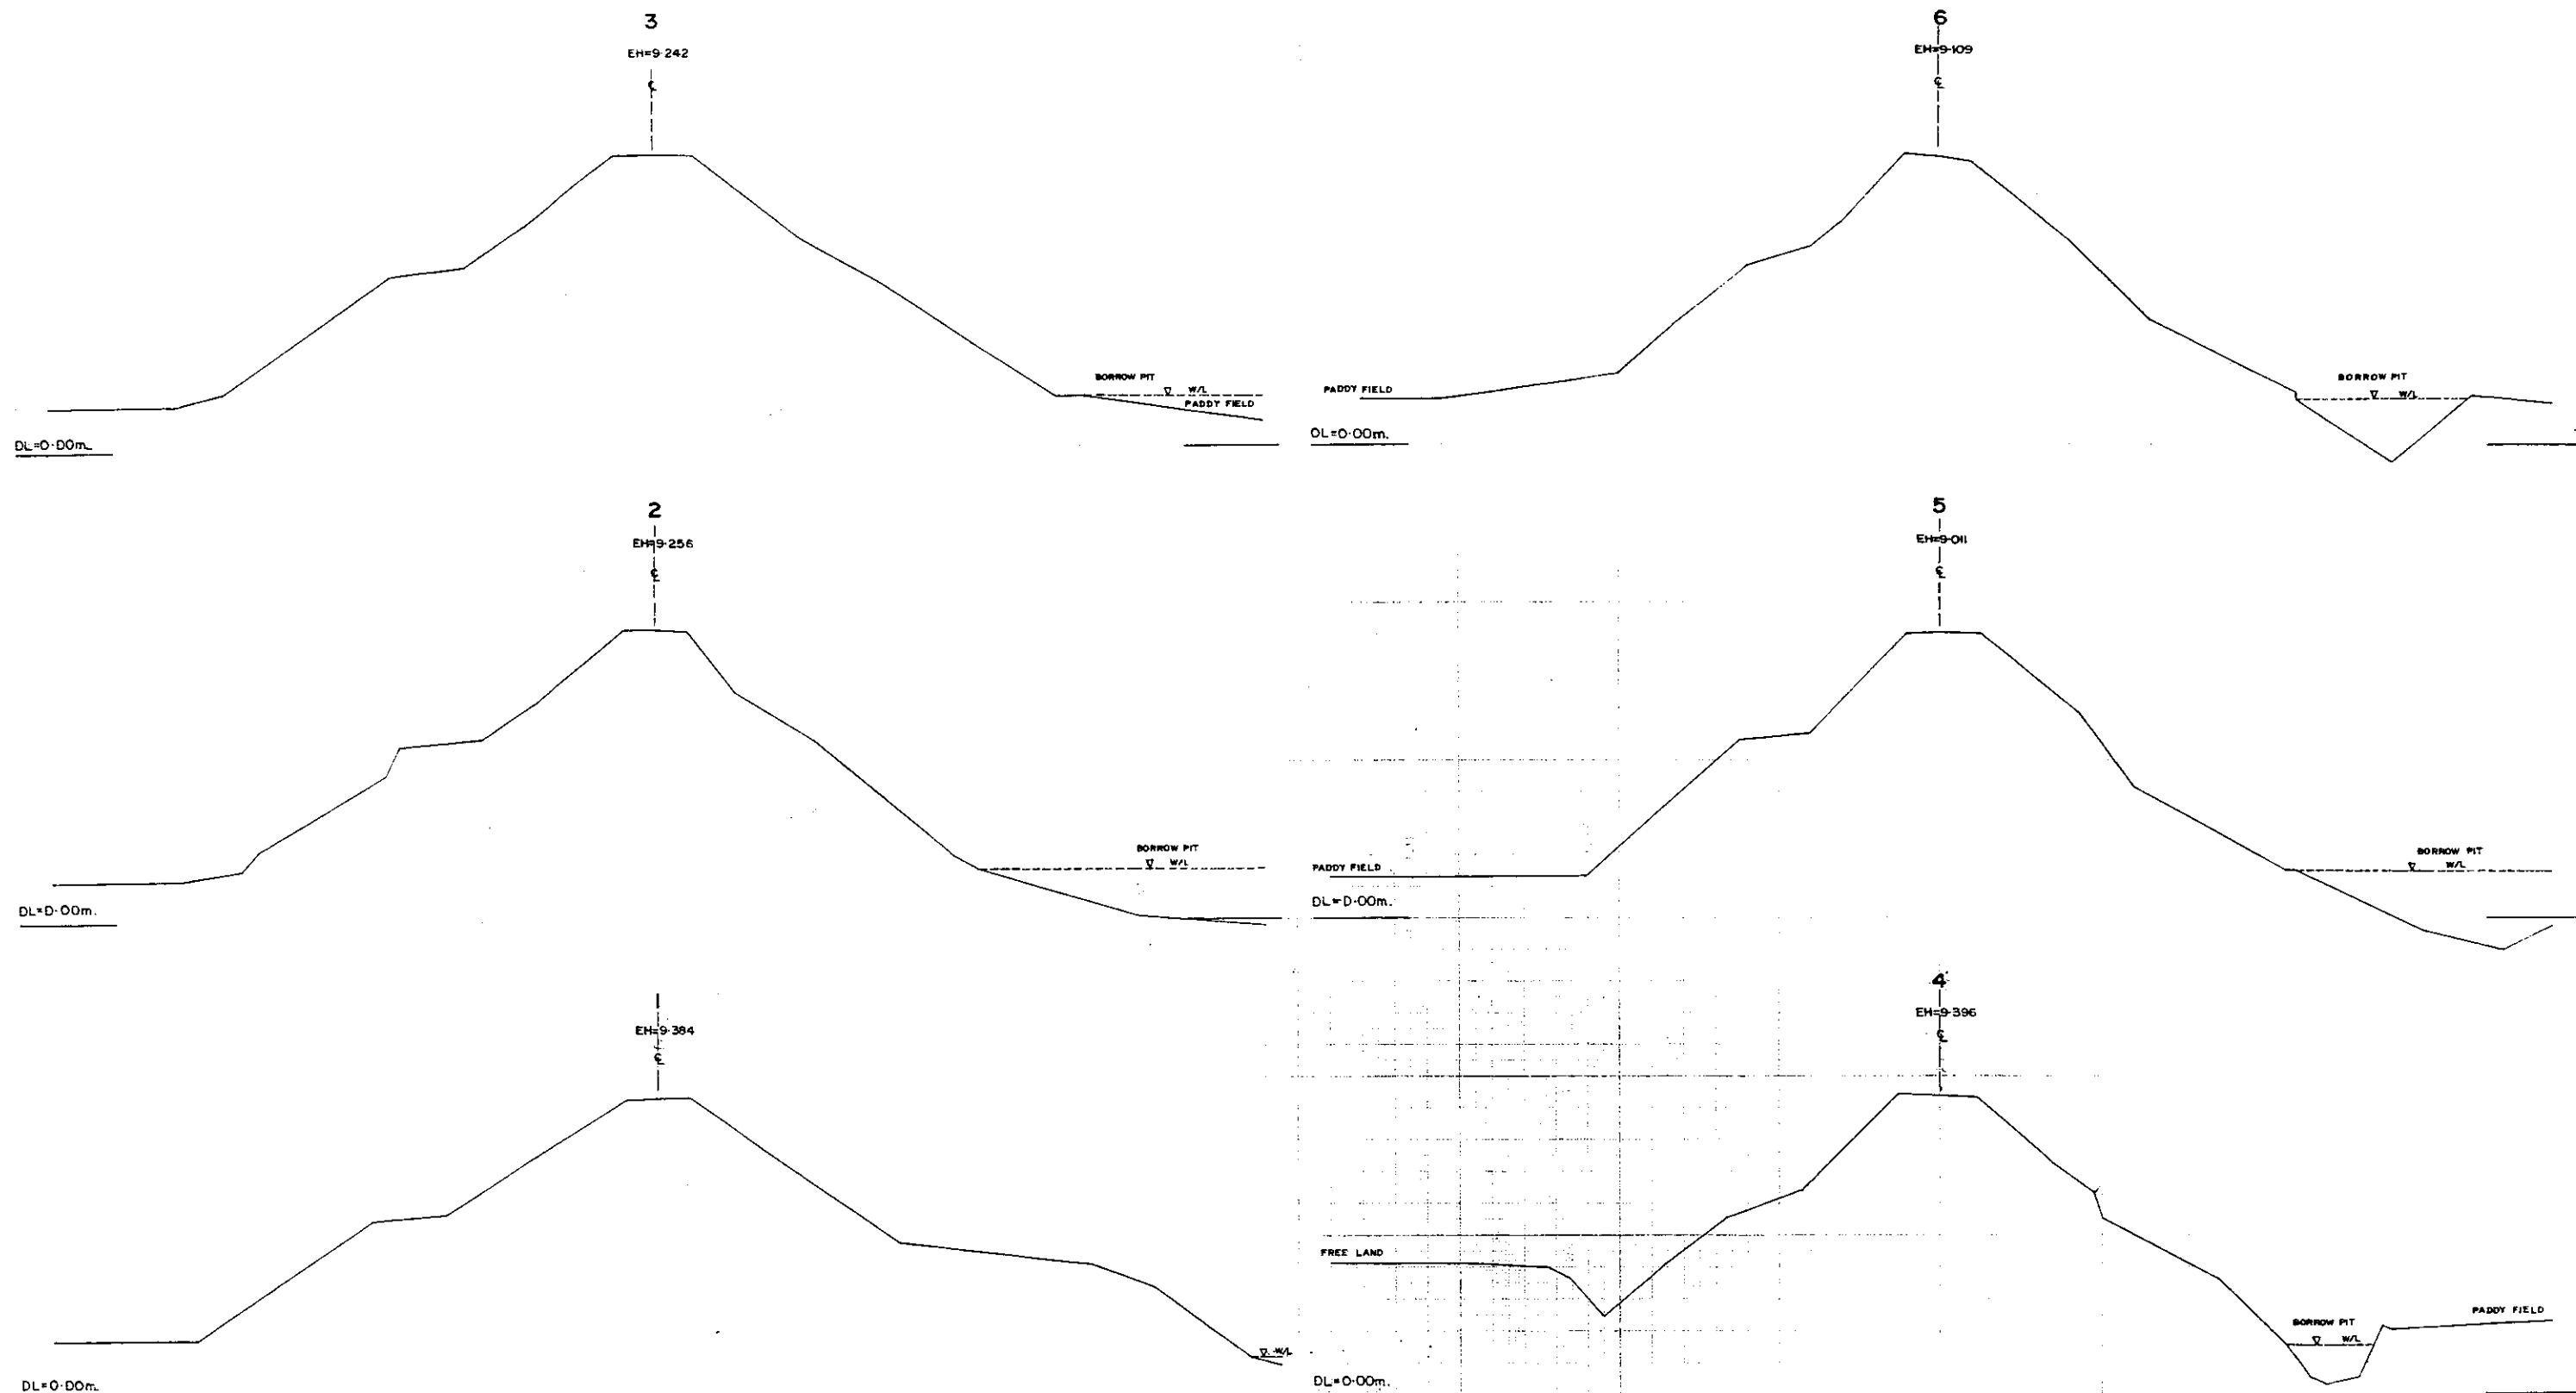 3
EH=9·242
℄
BORROW PIT
W/L
PADDY FIELD
DL=0·00m.
6
EH=9·109
℄
PADDY FIELD
BORROW PIT
W/L
DL=0·00m.
2
EH=9·256
℄
BORROW PIT
W/L
DL=0·00m.
5
EH=9·011
℄
PADDY FIELD
BORROW PIT
W/L
DL=0·00m.
EH=9·384
℄
W/L
DL=0·00m.
4
EH=9·396
℄
FREE LAND
BORROW PIT
W/L
PADDY FIELD
DL=0·00m.